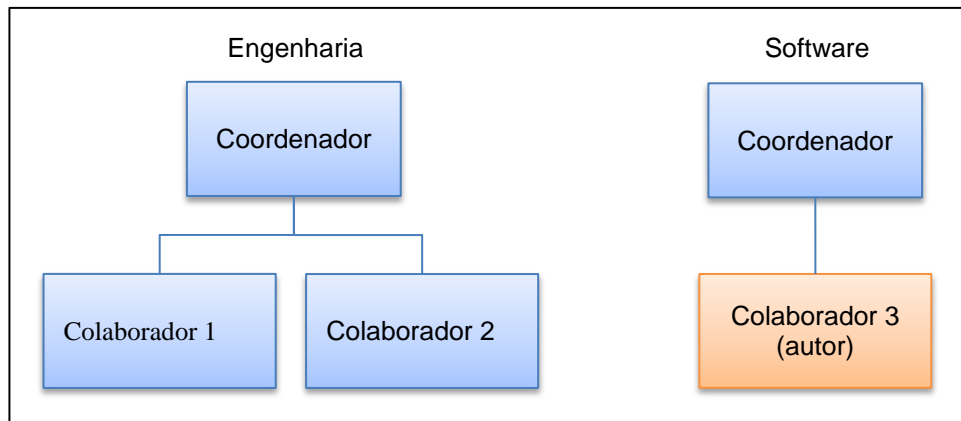 Engenharia
Software
Coordenador
Coordenador
Colaborador 1
Colaborador 2
Colaborador 3
(autor)